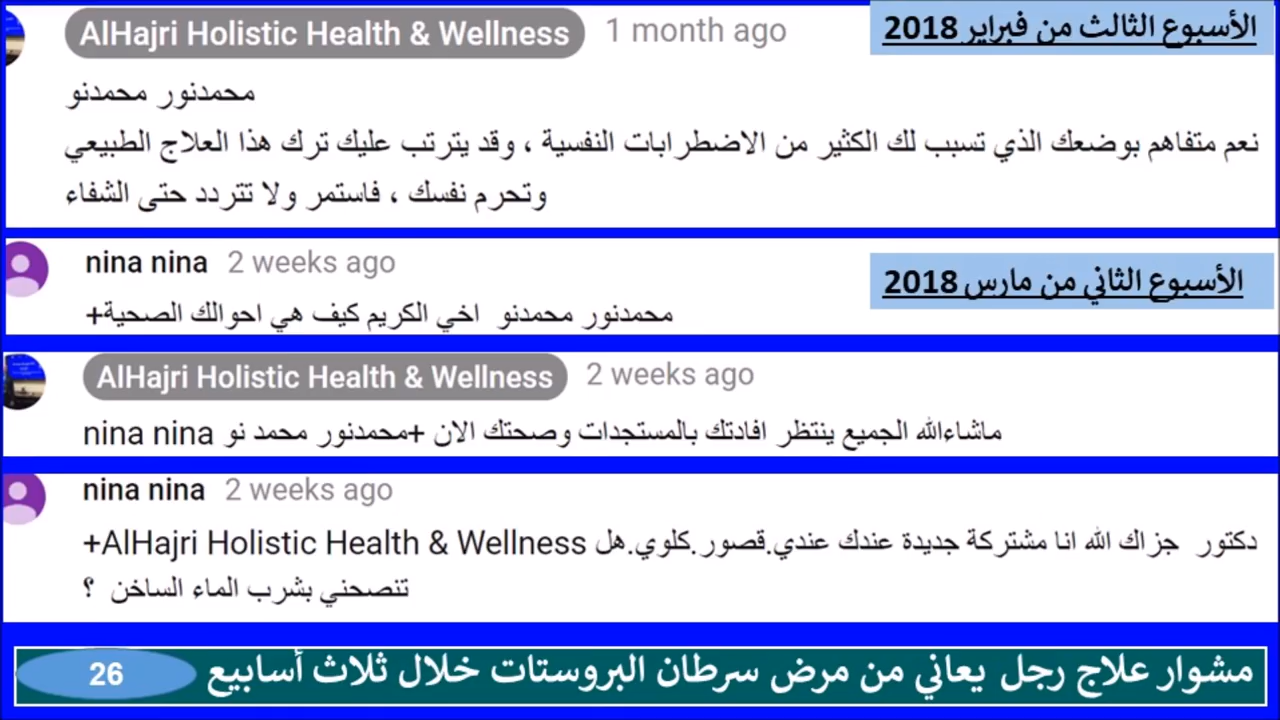 AlHajri Holistic Health & Wellness 1 month ago
الأسبوع الثالث من فبراير 2018
محمدنور محمدنو
نعم متفاهم بوضعك الذي تسبب لك الكثير من الاضطرابات النفسية ، وقد يترتب عليك ترك هذا العلاج الطبيعي
وتحرم نفسك ، فاستمر ولا تتردد حتى الشفاء
nina nina 2 weeks ago
الأسبوع الثاني من مارس 2018
محمدنور محمدنو اخي الكريم كيف هي احوالك الصحية+
AlHajri Holistic Health & Wellness 2 weeks ago
ماشاءالله الجميع ينتظر افادتك بالمستجدات وصحتك الان +محمدنور محمد نو nina nina
nina nina 2 weeks ago
دكتور جزاك الله انا مشتركة جديدة عندك عندي.قصور.كلوي.هل AlHajri Holistic Health & Wellness+
تنصحني بشرب الماء الساخن ؟
مشوار علاج رجل يعاني من مرض سرطان البروستات خلال ثلاث أسابيع
26